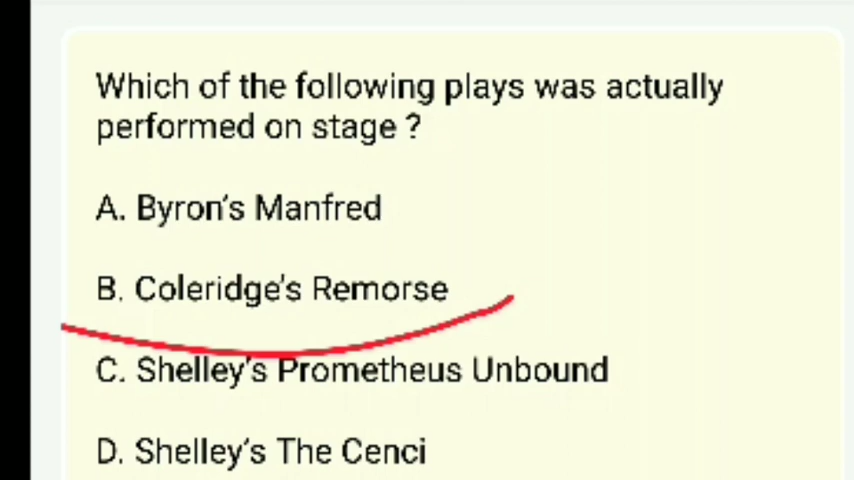 Which of the following plays was actually
performed on stage ?
A. Byron's Manfred
B. Coleridge's Remorse
C. Shelley's Prometheus Unbound
D. Shelley's The Cenci